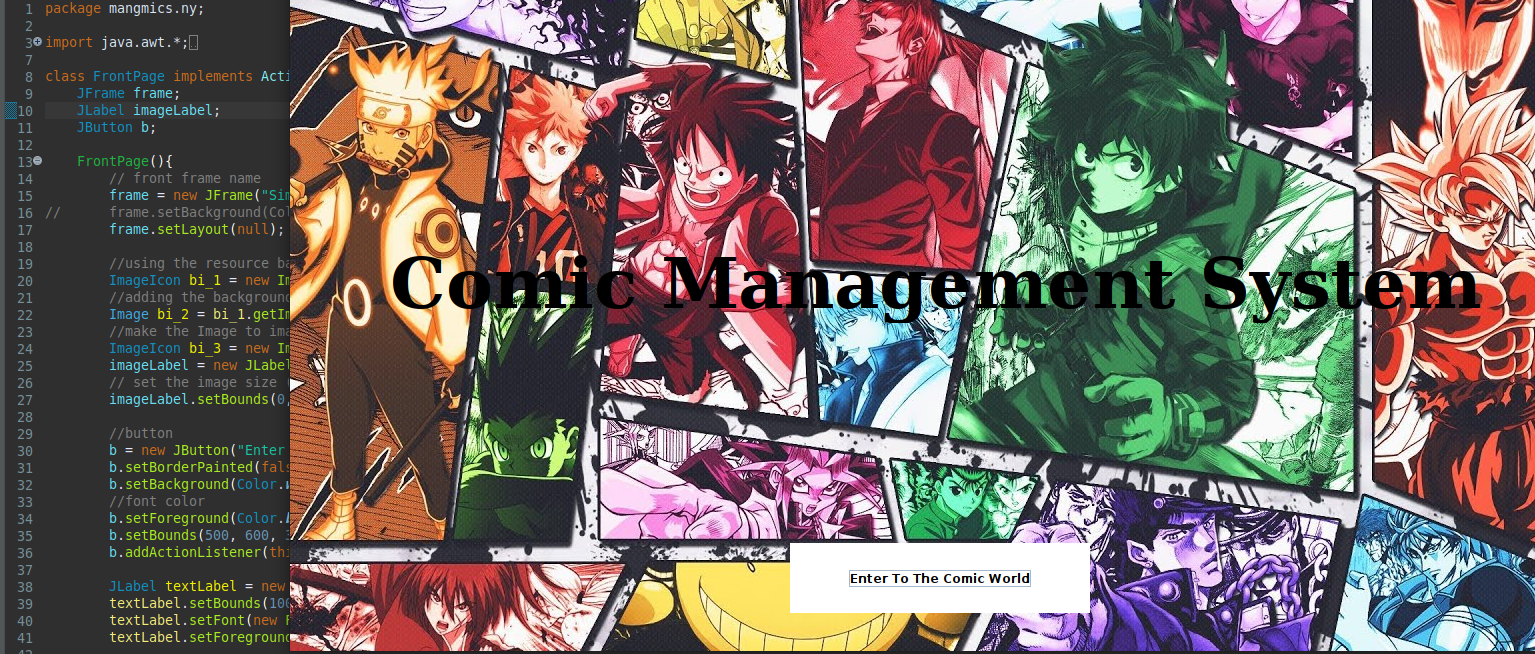 1 package mangmics.ny;
2
3 import java.awt.*;
7
8 class FrontPage implements Acti
9 JFrame frame;
10 JLabel imageLabel;
11 JButton b;
12
13 FrontPage(){
14 // front frame name
15 frame = new JFrame("Sim
16 // frame.setBackground(Col
17 frame.setLayout(null);
18
19 //using the resource ba
20 ImageIcon bi_1 = new Im
21 //adding the background
22 Image bi_2 = bi_1.getIm
23 //make the Image to ima
24 ImageIcon bi_3 = new Im
25 imageLabel = new JLabel
26 // set the image size
27 imageLabel.setBounds(0,
28
29 //button
30 b = new JButton("Enter
31 b.setBorderPainted(fals
32 b.setBackground(Color.
33 //font color
34 b.setForeground(Color.
35 b.setBounds(500, 600,
36 b.addActionListener(thi
37
38 JLabel textLabel = new
39 textLabel.setBounds(100
40 textLabel.setFont(new F
41 textLabel.setForeground
Comic Management System
10
Enter To The Comic World